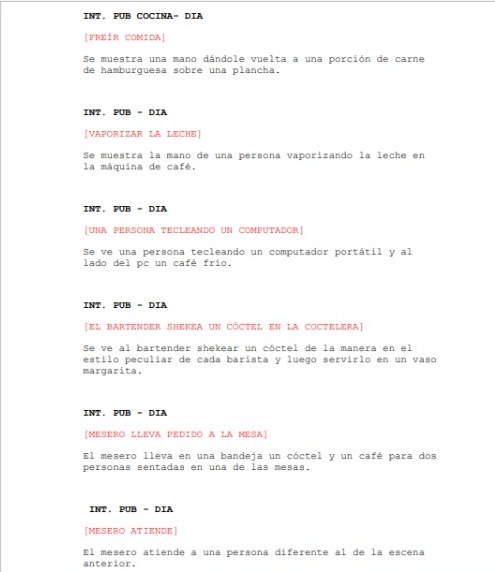 INT. PUB COCINA- DIA
[FREÍR COMIDA]
Se muestra una mano dándole vuelta a una porción de carne
de hamburguesa sobre una plancha.
INT. PUB - DIA
[VAPORIZAR LA LECHE]
Se muestra la mano de una persona vaporizando la leche en
la máquina de café.
INT. PUB - DIA
[UNA PERSONA TECLEANDO UN COMPUTADOR]
Se ve una persona tecleando un computador portátil y al
lado del pc un café frío.
INT. PUB - DIA
[EL BARTENDER SHEKEA UN CÓCTEL EN LA COCTELERA]
Se ve al bartender shekear un cóctel de la manera en el
estilo peculiar de cada barista y luego servirlo en un vaso
margarita.
INT. PUB - DIA
[MESERO LLEVA PEDIDO A LA MESA]
El mesero lleva en una bandeja un cóctel y un café para dos
personas sentadas en una de las mesas.
INT. PUB - DIA
[MESERO ATIENDE]
El mesero atiende a una persona diferente al de la escena
anterior.